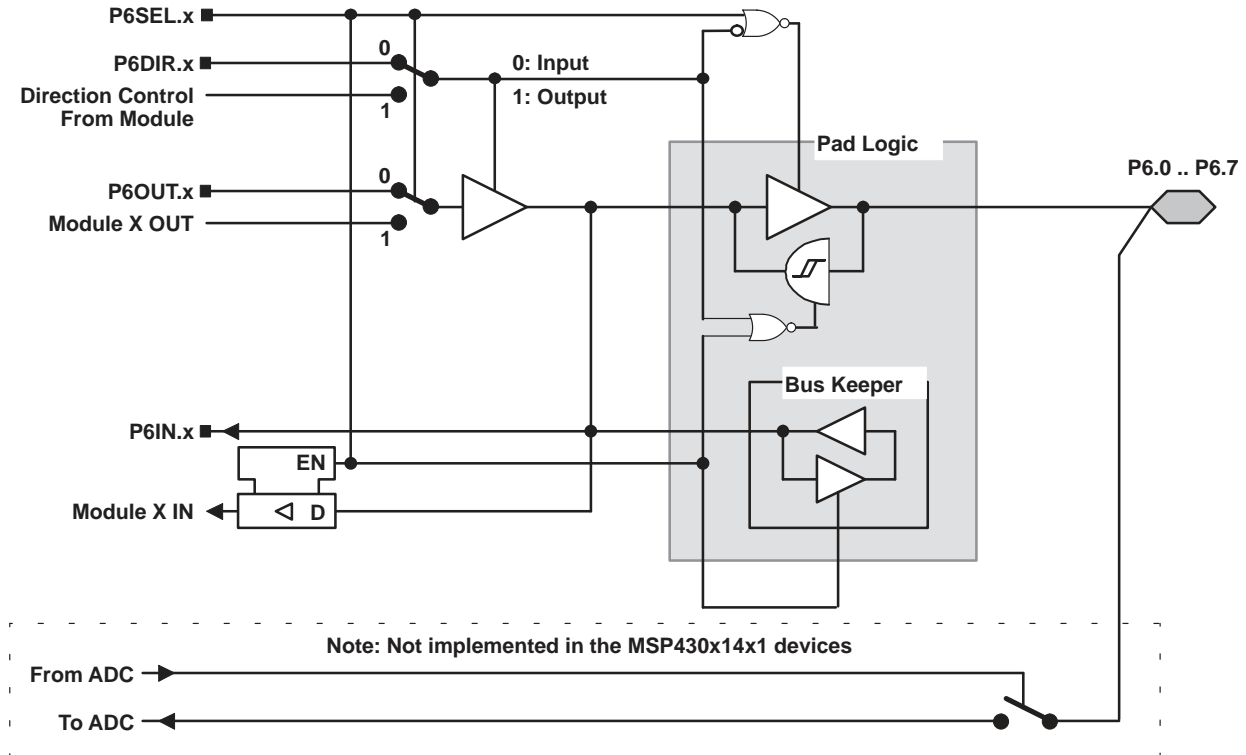 P6SEL.x
P6DIR.x
0
0: Input
Direction Control
From Module
1
1: Output
Pad Logic
P6.0 .. P6.7
P6OUT.x
0
Module X OUT
1
Bus Keeper
P6IN.x
EN
Module X IN
D
Note: Not implemented in the MSP430x14x1 devices
From ADC
To ADC